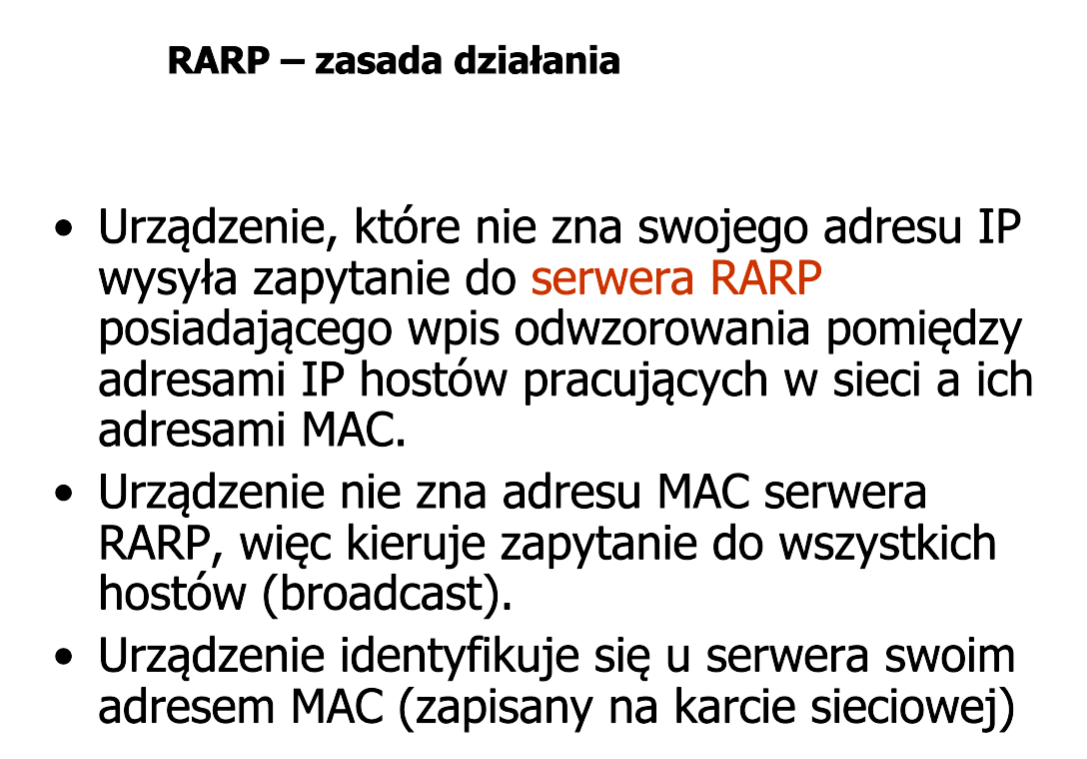 RARP – zasada działania
• Urządzenie, które nie zna swojego adresu IP
wysyła zapytanie do serwera RARP
posiadającego wpis odwzorowania pomiędzy
adresami IP hostów pracujących w sieci a ich
adresami MAC.
• Urządzenie nie zna adresu MAC serwera
RARP, więc kieruje zapytanie do wszystkich
hostów (broadcast).
• Urządzenie identyfikuje się u serwera swoim
adresem MAC (zapisany na karcie sieciowej)